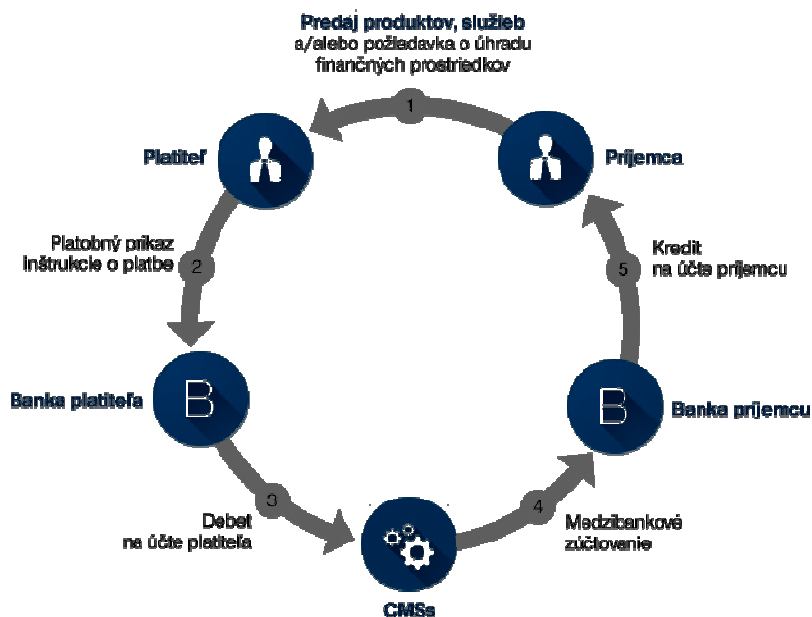 Predaj produktov, služieb
a/alebo požiadavka o úhradu
finančných prostriedkov
1
Platiteľ
Príjemca
Platobný príkaz
inštrukcie o platbe
2
5
Kredit
na účte príjemcu
Banka platiteľa
B
B
Banka príjemcu
3
Debet
na účte platiteľa
4
Medzibankové
zúčtovanie
CMSs